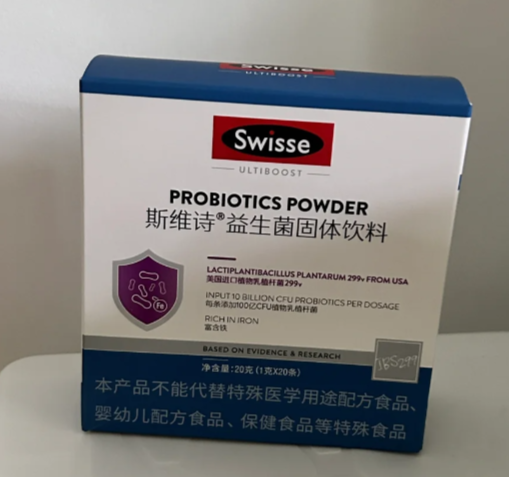 Swisse
ULTIBOOST
Swisse
ULTIBOOST
PROBIOTICS POWDER
斯维诗®益生菌固体饮料
LACTIPLANTIBACILLUS PLANTARUM 299v FROM USA
美国进口植物乳植杆菌299v
INPUT 10 BILLION CFU PROBIOTICS PER DOSAGE
每条添加100亿CFU植物乳植杆菌
RICH IN IRON
富含铁
Fe
BASED ON EVIDENCE & RESEARCH
净含量:20克 (1克X20条)
本产品不能代替特殊医学用途配方食品、
婴幼儿配方食品、保健食品等特殊食品